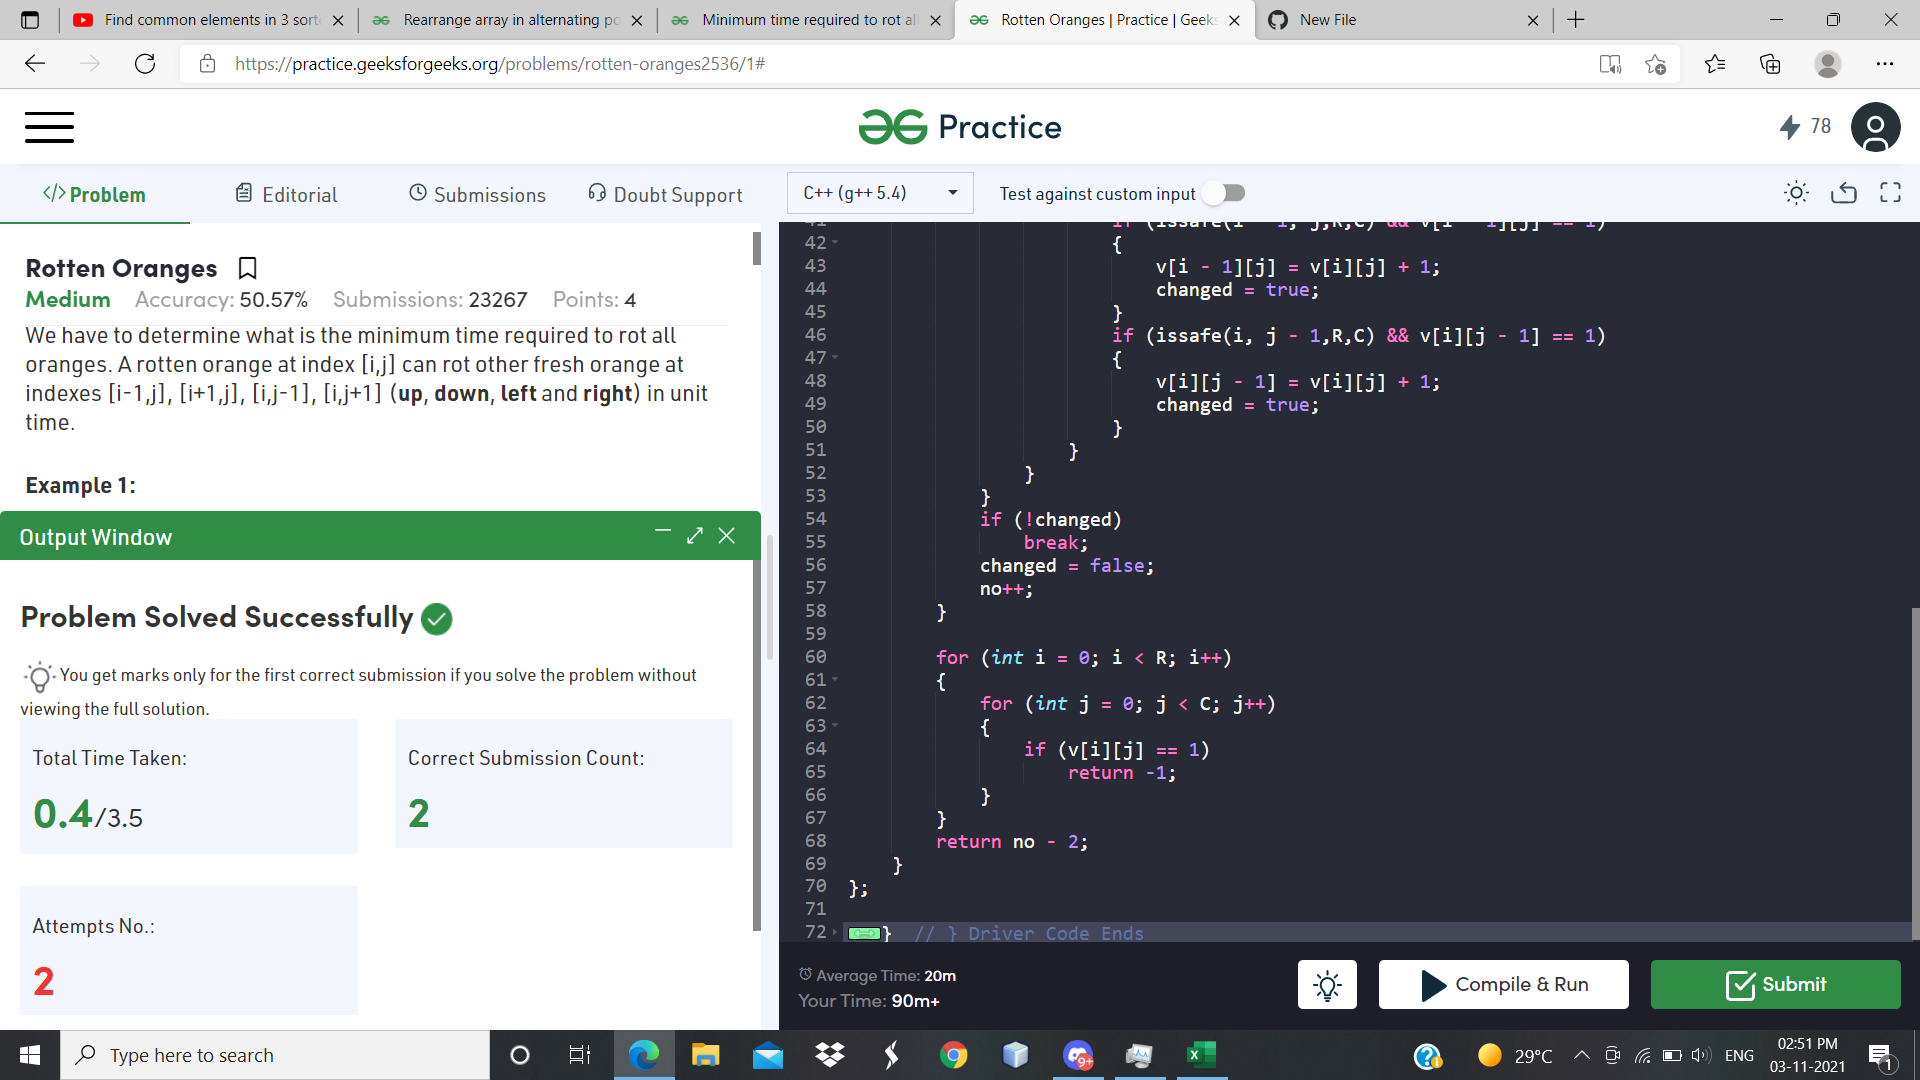 Find common elements in 3 sort
Rearrange array in alternating po
Minimum time required to rot al
Rotten Oranges | Practice | Geeks
New File
https://practice.geeksforgeeks.org/problems/rotten-oranges2536/1#
Practice
78
</> Problem
Editorial
Submissions
Doubt Support
C++ (g++ 5.4)
Test against custom input
Rotten Oranges
Medium Accuracy: 50.57% Submissions: 23267 Points: 4
We have to determine what is the minimum time required to rot all
oranges. A rotten orange at index [i,j] can rot other fresh orange at
indexes [i-1,j], [i+1,j], [i,j-1], [i,j+1] (up, down, left and right) in unit
time.
Example 1:
Output Window
Problem Solved Successfully
You get marks only for the first correct submission if you solve the problem without
viewing the full solution.
Total Time Taken:
0.4/3.5
Correct Submission Count:
2
Attempts No.:
2
41 if (issafe(i - 1, j,R,C) && v[i - 1][j] == 1)
42 {
43 v[i - 1][j] = v[i][j] + 1;
44 changed = true;
45 }
46 if (issafe(i, j - 1,R,C) && v[i][j - 1] == 1)
47 {
48 v[i][j - 1] = v[i][j] + 1;
49 changed = true;
50 }
51 }
52 }
53 }
54 if (!changed)
55 break;
56 changed = false;
57 no++;
58 }
59
60 for (int i = 0; i < R; i++)
61 {
62 for (int j = 0; j < C; j++)
63 {
64 if (v[i][j] == 1)
65 return -1;
66 }
67 }
68 return no - 2;
69 }
70 };
71
72 } // } Driver Code Ends
Average Time: 20m
Your Time: 90m+
Compile & Run
Submit
Type here to search
9+
29°C
ENG
02:51 PM
03-11-2021
1